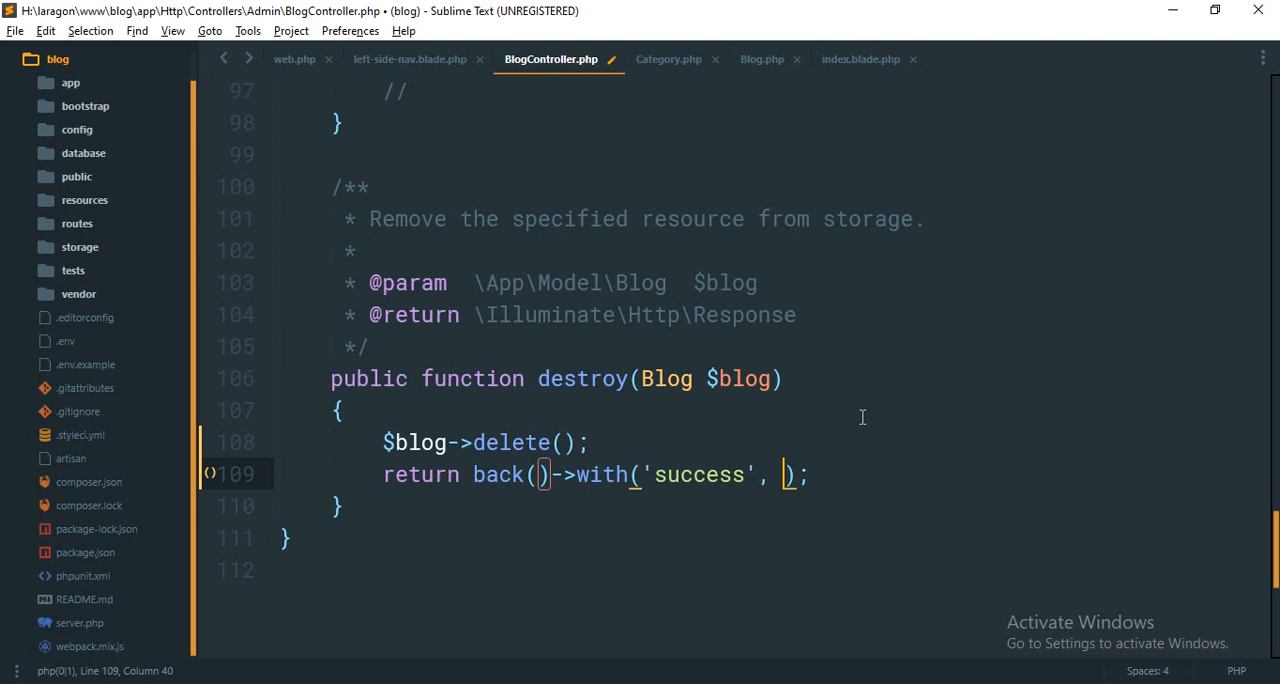 H:\laragon\www\blog\app\Http\Controllers\Admin\BlogController.php • (blog) - Sublime Text (UNREGISTERED)
File Edit Selection Find View Goto Tools Project Preferences Help
blog
app
bootstrap
config
database
public
resources
routes
storage
tests
vendor
.editorconfig
.env
.env.example
.gitattributes
.gitignore
.styleci.yml
artisan
composer.json
composer.lock
package-lock.json
package.json
phpunit.xml
README.md
server.php
webpack.mix.js
web.php left-side-nav.blade.php BlogController.php Category.php Blog.php index.blade.php
97 //
98 }
99
100 /**
101 * Remove the specified resource from storage.
102 *
103 * @param \App\Model\Blog $blog
104 * @return \Illuminate\Http\Response
105 */
106 public function destroy(Blog $blog)
107 {
108 $blog->delete();
109 return back()->with('success', );
110 }
111 }
112
Activate Windows
Go to Settings to activate Windows.
php(0|1), Line 109, Column 40 Spaces: 4 PHP